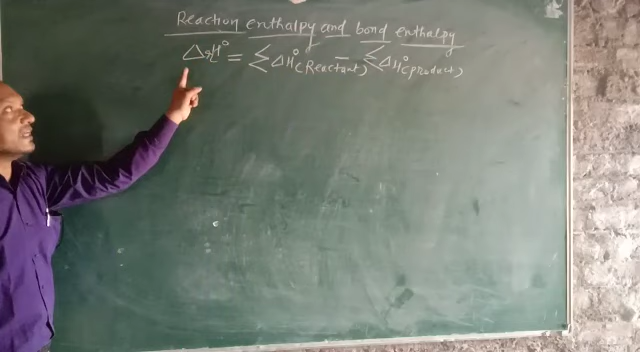 Reaction enthalpy and bond enthalpy
ΔrH° = ΣΔH°(Reactant) - ΣΔH°(product)